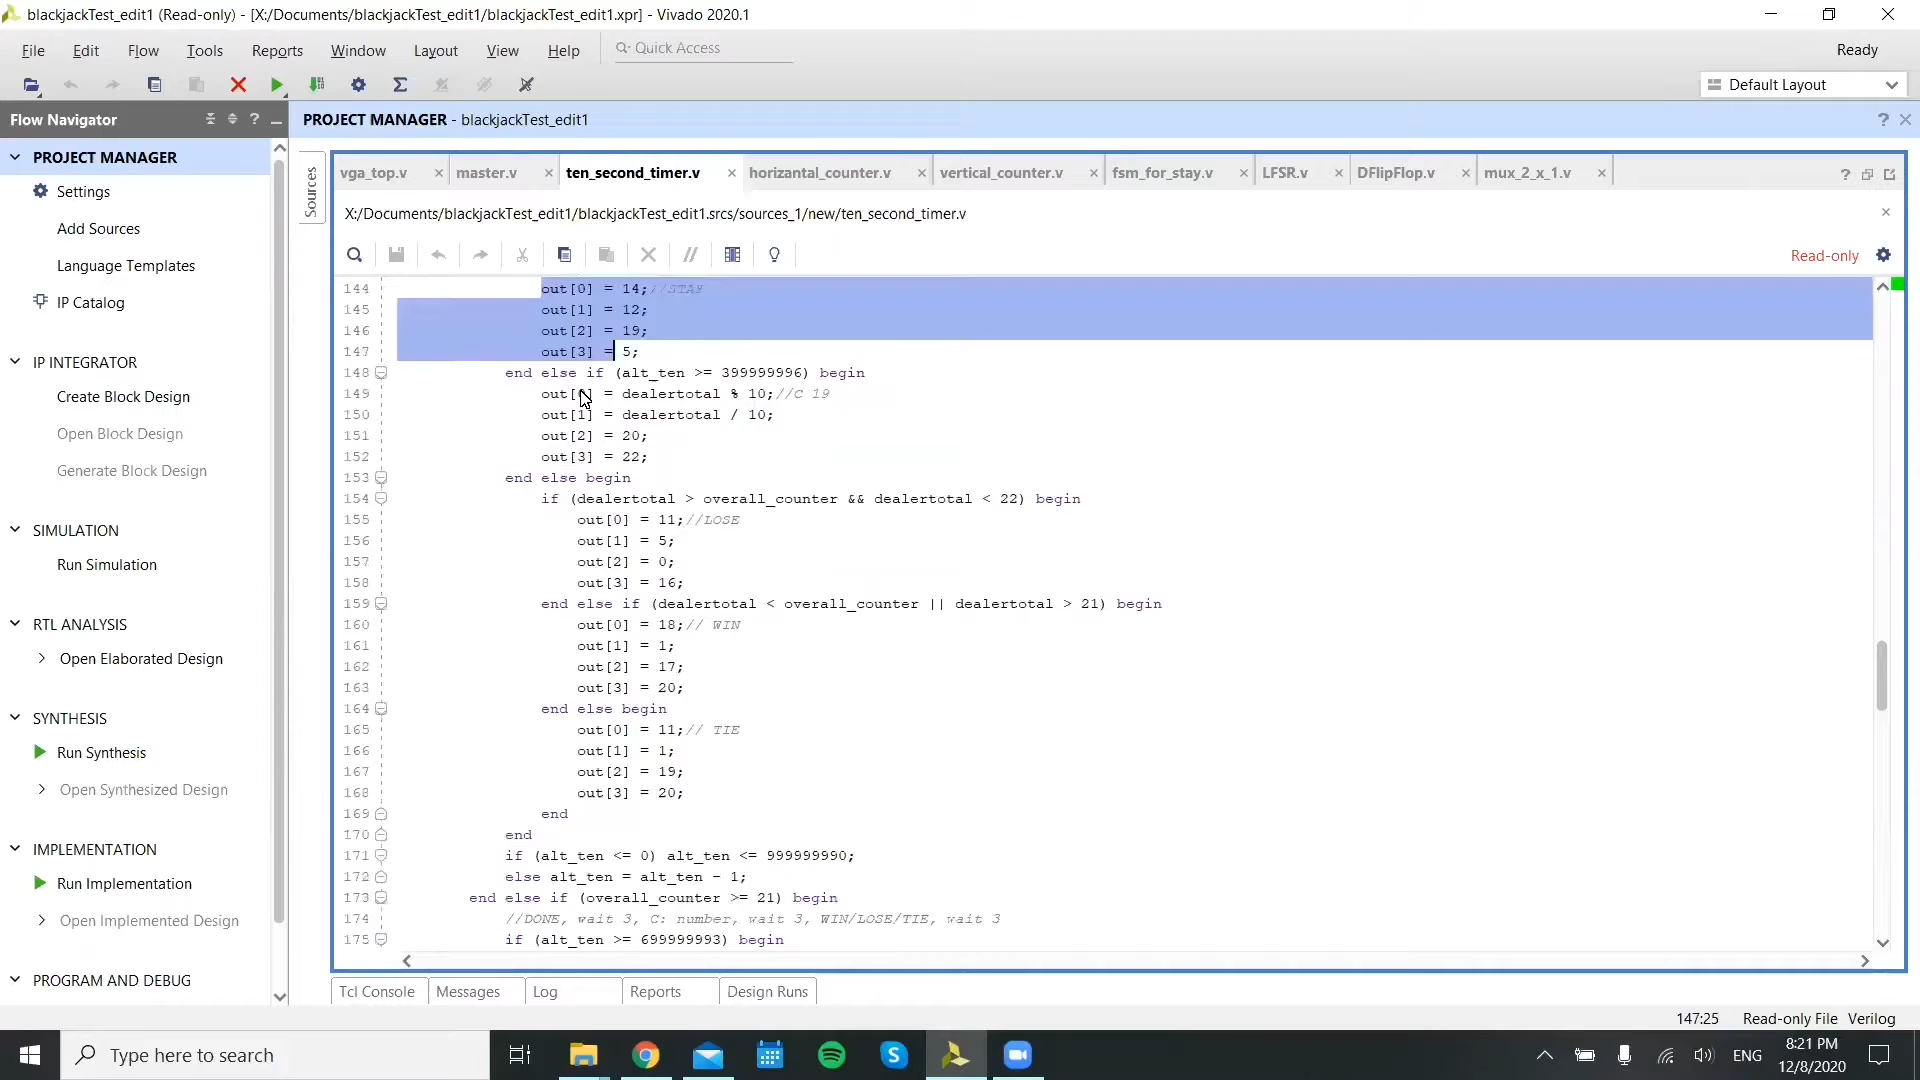 blackjackTest_edit1 (Read-only) - [X:/Documents/blackjackTest_edit1/blackjackTest_edit1.xpr] - Vivado 2020.1
File Edit Flow Tools Reports Window Layout View Help Quick Access Ready
Default Layout
Flow Navigator ? PROJECT MANAGER - blackjackTest_edit1 ?
PROJECT MANAGER
Settings
Add Sources
Language Templates
IP Catalog
IP INTEGRATOR
Create Block Design
Open Block Design
Generate Block Design
SIMULATION
Run Simulation
RTL ANALYSIS
Open Elaborated Design
SYNTHESIS
Run Synthesis
Open Synthesized Design
IMPLEMENTATION
Run Implementation
Open Implemented Design
PROGRAM AND DEBUG
Sources
vga_top.v master.v ten_second_timer.v horizantal_counter.v vertical_counter.v fsm_for_stay.v LFSR.v DFlipFlop.v mux_2_x_1.v ?
X:/Documents/blackjackTest_edit1/blackjackTest_edit1.srcs/sources_1/new/ten_second_timer.v
// Read-only
144 out[0] = 14;//STAY
145 out[1] = 12;
146 out[2] = 19;
147 out[3] = 5;
148 end else if (alt_ten >= 399999996) begin
149 out[0] = dealertotal % 10;//C 19
150 out[1] = dealertotal / 10;
151 out[2] = 20;
152 out[3] = 22;
153 end else begin
154 if (dealertotal > overall_counter && dealertotal < 22) begin
155 out[0] = 11;//LOSE
156 out[1] = 5;
157 out[2] = 0;
158 out[3] = 16;
159 end else if (dealertotal < overall_counter || dealertotal > 21) begin
160 out[0] = 18;// WIN
161 out[1] = 1;
162 out[2] = 17;
163 out[3] = 20;
164 end else begin
165 out[0] = 11;// TIE
166 out[1] = 1;
167 out[2] = 19;
168 out[3] = 20;
169 end
170 end
171 if (alt_ten <= 0) alt_ten <= 999999990;
172 else alt_ten = alt_ten - 1;
173 end else if (overall_counter >= 21) begin
174 //DONE, wait 3, C: number, wait 3, WIN/LOSE/TIE, wait 3
175 if (alt_ten >= 699999993) begin
Tcl Console Messages Log Reports Design Runs
147:25 Read-only File Verilog
Type here to search
ENG
8:21 PM
12/8/2020